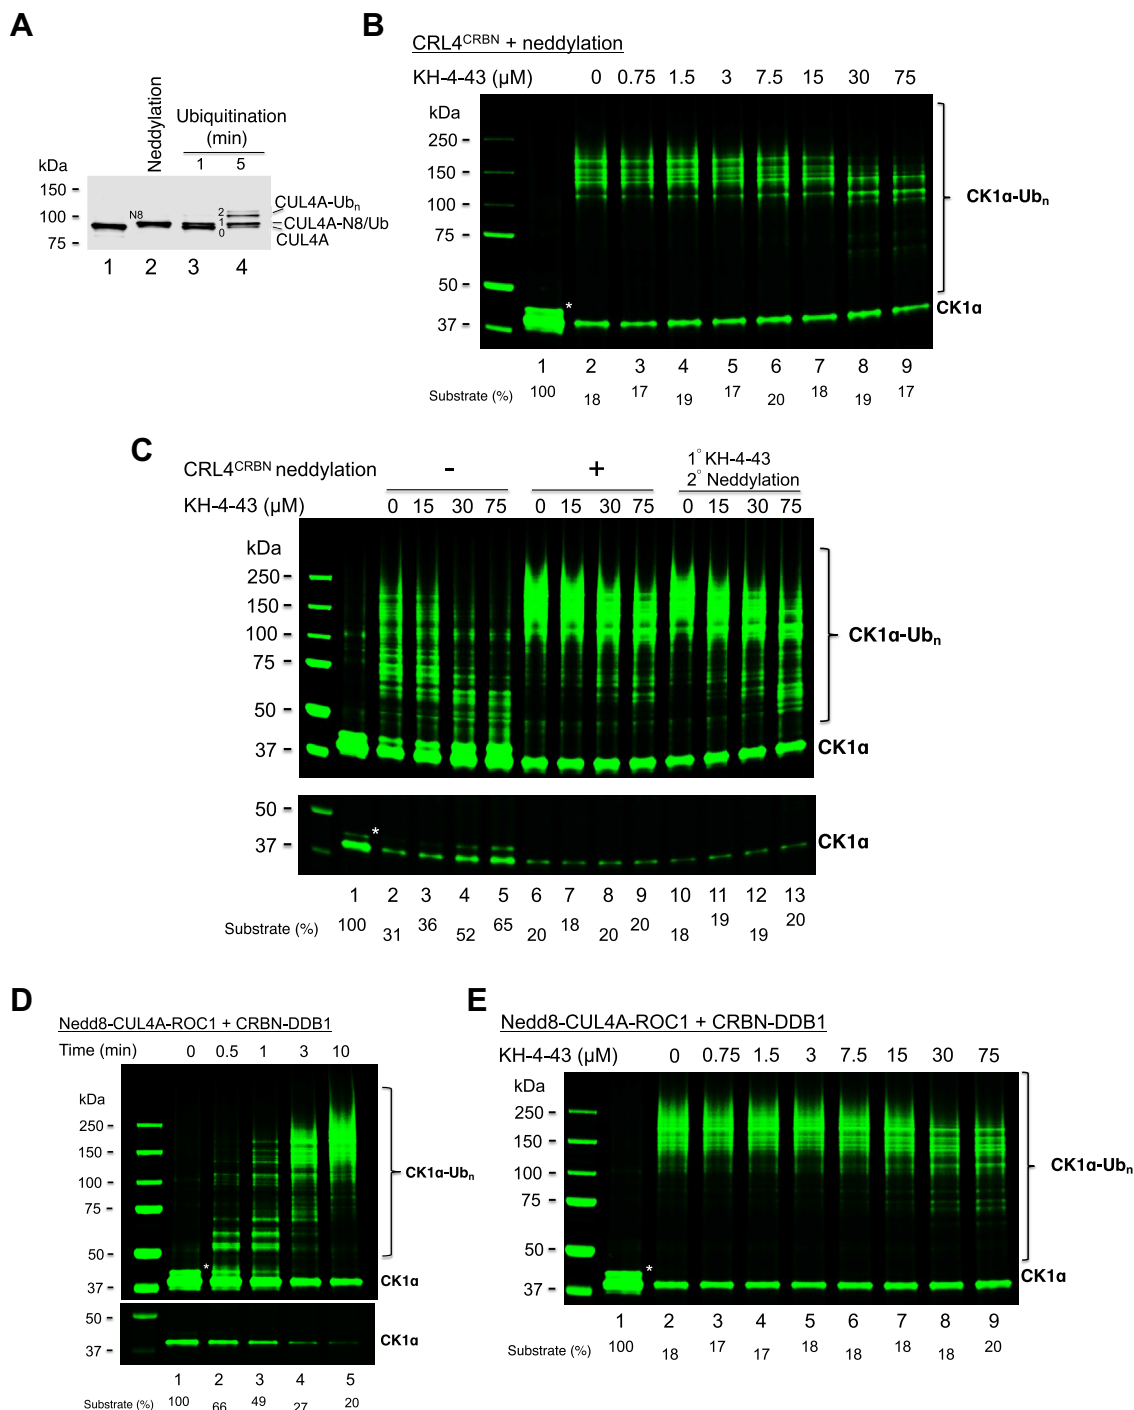 A
Neddylation
Ubiquitination
(min)
kDa
1 5
150
100
75
N8
2
1
0
CUL4A-Ubn
CUL4A-N8/Ub
CUL4A
1 2 3 4
B
CRL4CRBN + neddylation
KH-4-43 (µM) 0 0.75 1.5 3 7.5 15 30 75
kDa
250
150
100
75
50
37
*
CK1α-Ubn
CK1α
1 2 3 4 5 6 7 8 9
Substrate (%) 100 18 17 19 17 20 18 19 17
C
CRL4CRBN neddylation - +
1° KH-4-43
2° Neddylation
KH-4-43 (µM) 0 15 30 75 0 15 30 75 0 15 30 75
kDa
250
150
100
75
50
37
CK1α-Ubn
CK1α
50
37
*
CK1α
1 2 3 4 5 6 7 8 9 10 11 12 13
Substrate (%) 100 31 36 52 65 20 18 20 20 18 19 19 20
D
Nedd8-CUL4A-ROC1 + CRBN-DDB1
Time (min) 0 0.5 1 3 10
kDa
250
150
100
75
50
37
*
CK1α-Ubn
CK1α
50
37
CK1α
1 2 3 4 5
Substrate (%) 100 66 49 27 20
E
Nedd8-CUL4A-ROC1 + CRBN-DDB1
KH-4-43 (µM) 0 0.75 1.5 3 7.5 15 30 75
kDa
250
150
100
75
50
37
*
CK1α-Ubn
CK1α
1 2 3 4 5 6 7 8 9
Substrate (%) 100 18 17 17 18 18 18 18 20